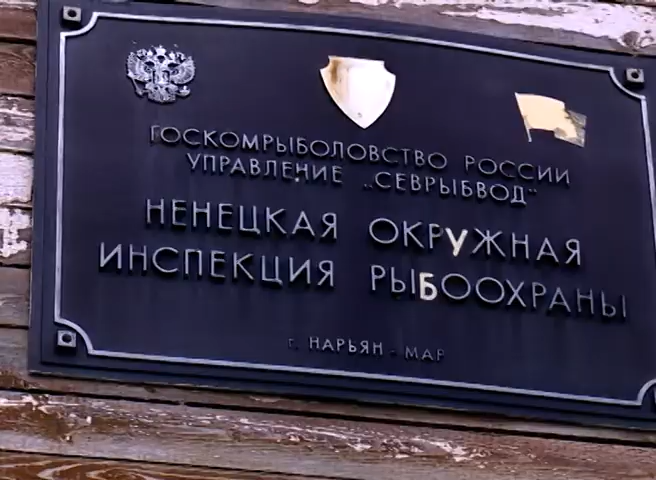 ГОСКОМРЫБОЛОВСТВО РОССИИ
УПРАВЛЕНИЕ „СЕВРЫБВОД"
НЕНЕЦКАЯ ОКРУЖНАЯ
ИНСПЕКЦИЯ РЫБООХРАНЫ
г. НАРЬЯН - МАР